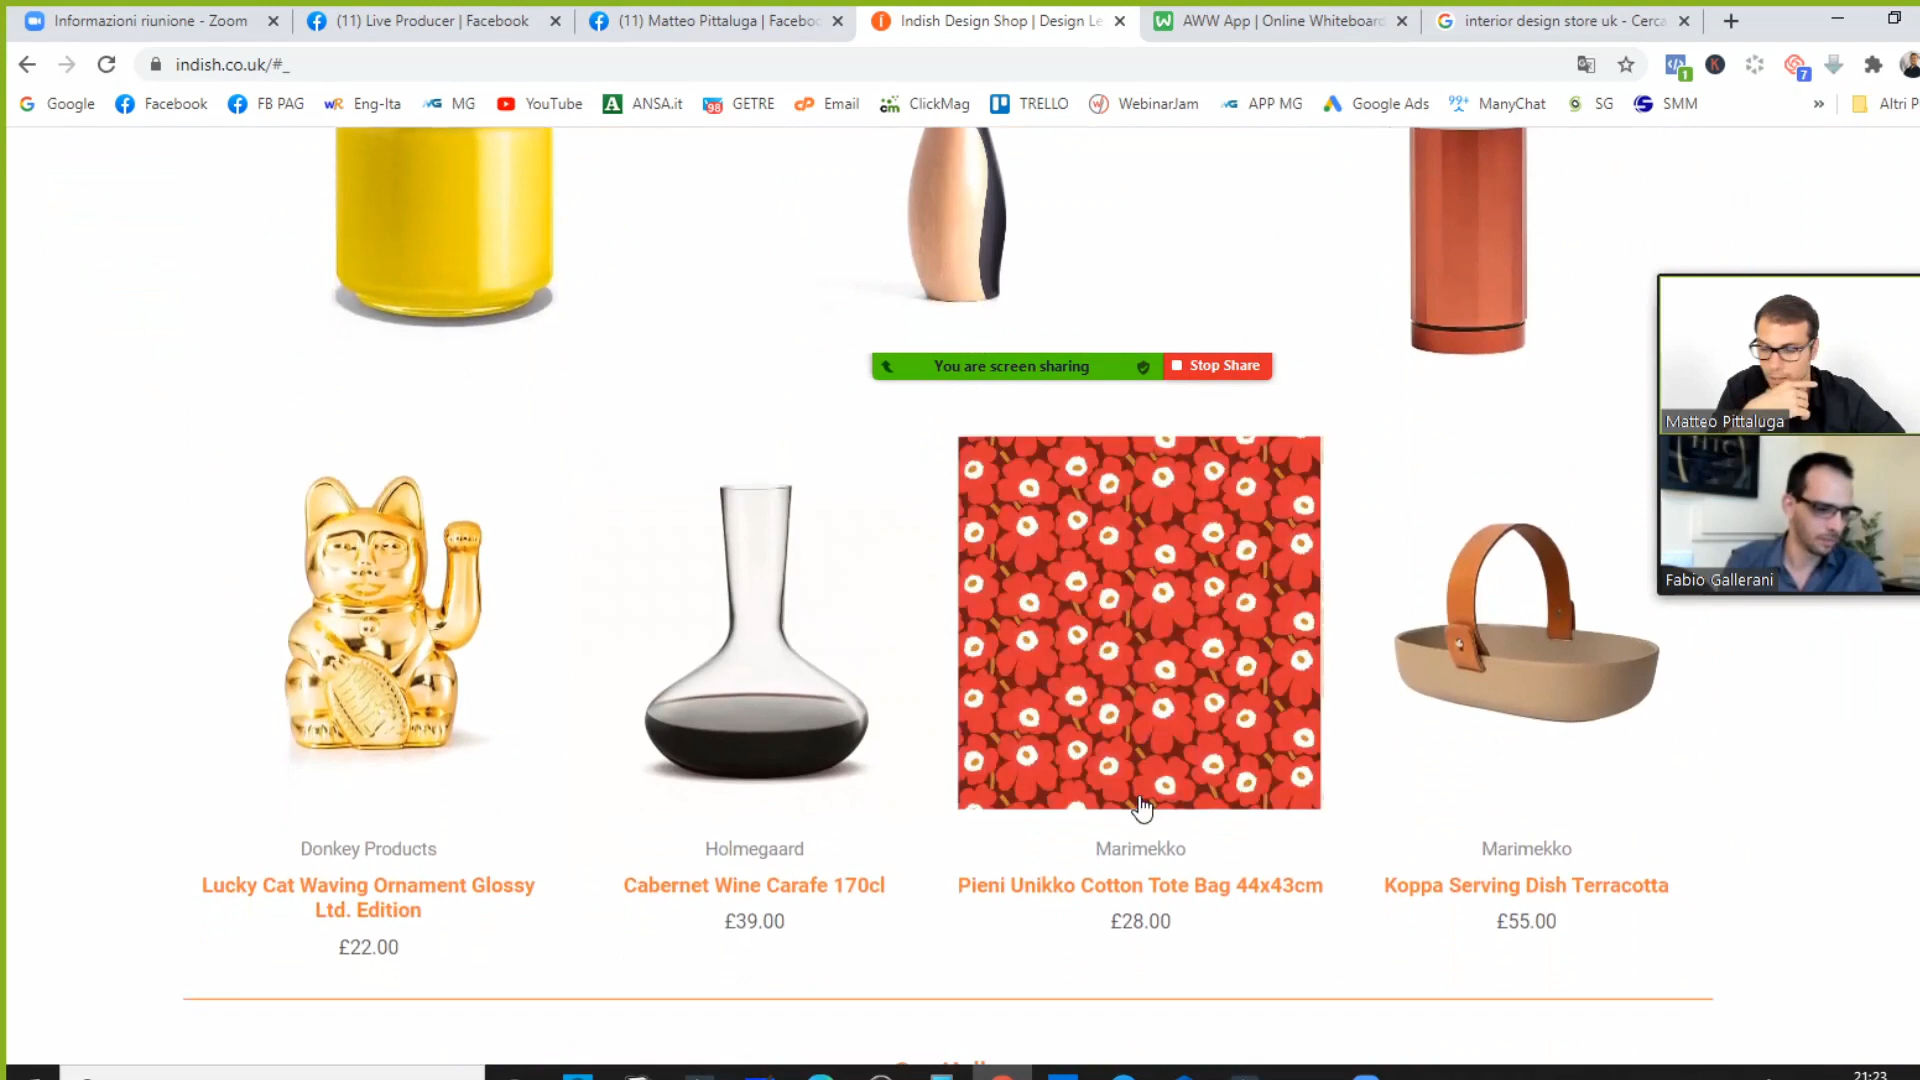 Informazioni riunione - Zoom
(11) Live Producer | Facebook
(11) Matteo Pittaluga | Faceboo
Indish Design Shop | Design Le
AWW App | Online Whiteboard
interior design store uk - Cerca
indish.co.uk/#_
1
K
7
Google
Facebook
FB PAG
Eng-Ita
MG
YouTube
ANSA.it
GETRE
Email
ClickMag
TRELLO
WebinarJam
APP MG
Google Ads
ManyChat
SG
SMM
»
Altri P
You are screen sharing
Stop Share
Matteo Pittaluga
Fabio Gallerani
Donkey Products
Lucky Cat Waving Ornament Glossy
Ltd. Edition
£22.00
Holmegaard
Cabernet Wine Carafe 170cl
£39.00
Marimekko
Pieni Unikko Cotton Tote Bag 44x43cm
£28.00
Marimekko
Koppa Serving Dish Terracotta
£55.00
21:23